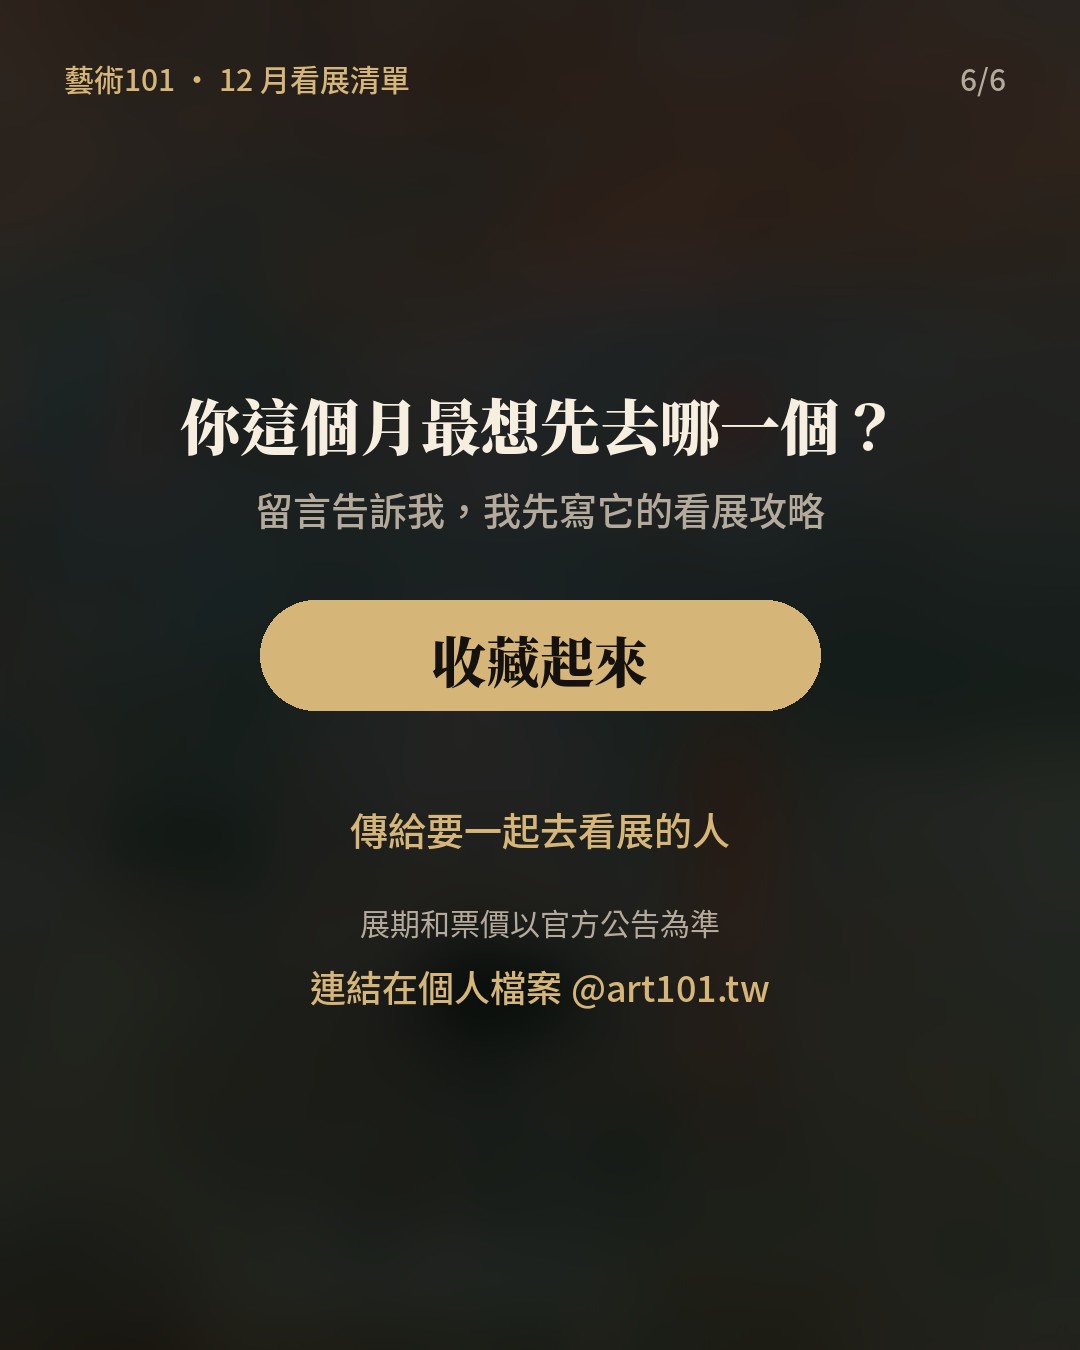 藝術101 · 12 月看展清單
6/6
你這個月最想先去哪一個？
留言告訴我，我先寫它的看展攻略
收藏起來
傳給要一起去看展的人
展期和票價以官方公告為準
連結在個人檔案 @art101.tw